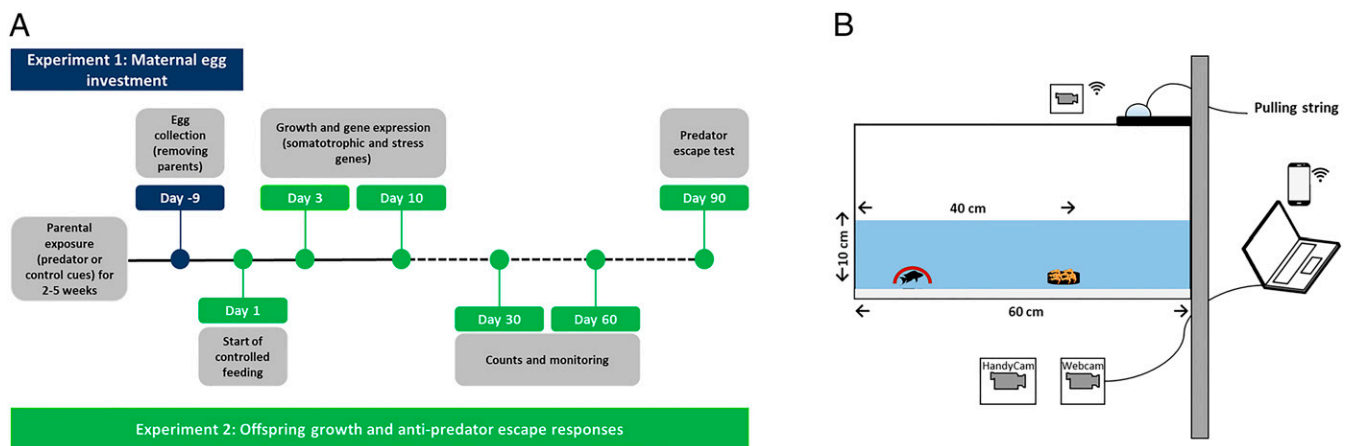 A
Experiment 1: Maternal egg
investment
Egg
collection
(removing
parents)
Growth and gene expression
(somatotrophic and stress
genes)
Predator
escape test
Day -9
Day 3
Day 10
Day 90
Parental
exposure
(predator or
control cues) for
2-5 weeks
Day 1
Day 30
Day 60
Start of
controlled
feeding
Counts and monitoring
Experiment 2: Offspring growth and anti-predator escape responses
B
Pulling string
40 cm
10 cm
60 cm
HandyCam
Webcam